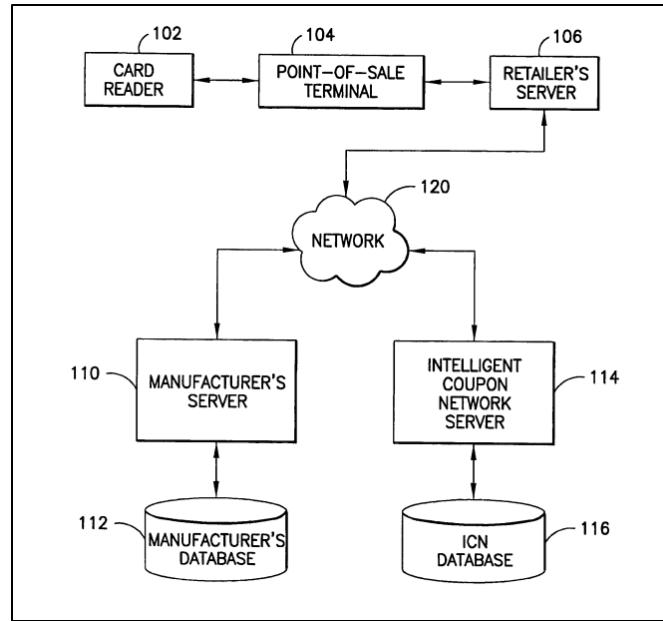 102
104
106
CARD
READER
POINT-OF-SALE
TERMINAL
RETAILER'S
SERVER
120
NETWORK
110
MANUFACTURER'S
SERVER
INTELLIGENT
COUPON
NETWORK
SERVER
114
112
MANUFACTURER'S
DATABASE
ICN
DATABASE
116